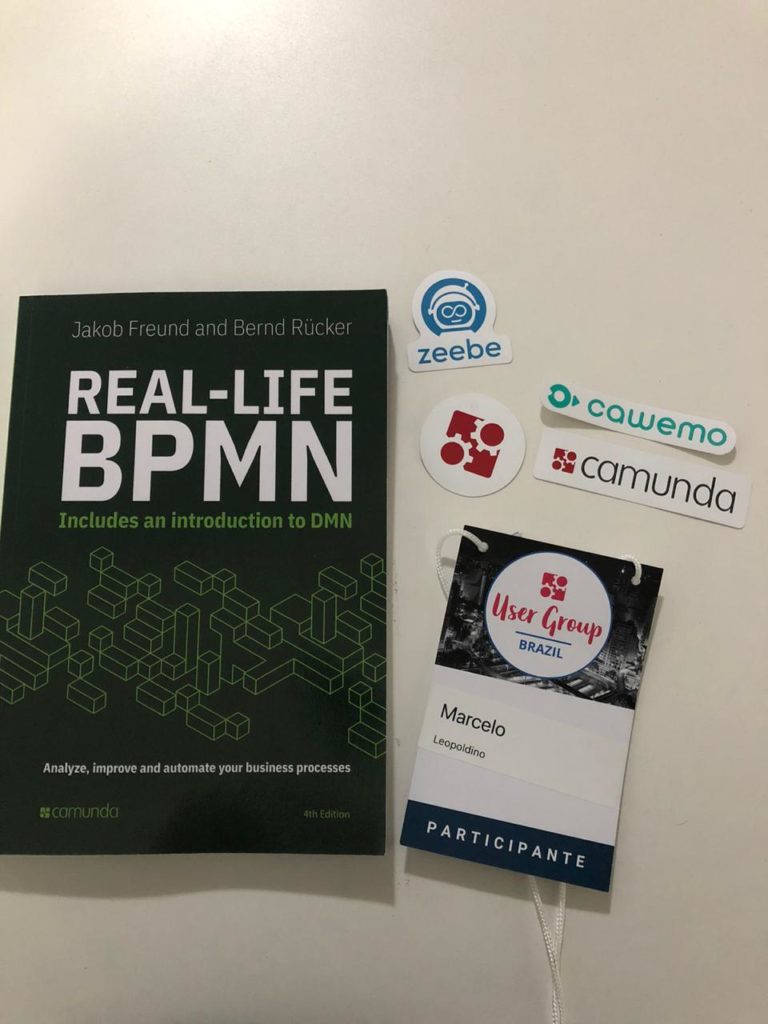 Jakob Freund and Bernd Rücker
REAL-LIFE
BPMN
Includes an introduction to DMN
Analyze, improve and automate your business processes
camunda
4th Edition
zeebe
cawemo
camunda
User Group
BRAZIL
Marcelo
Leopoldino
PARTICIPANTE